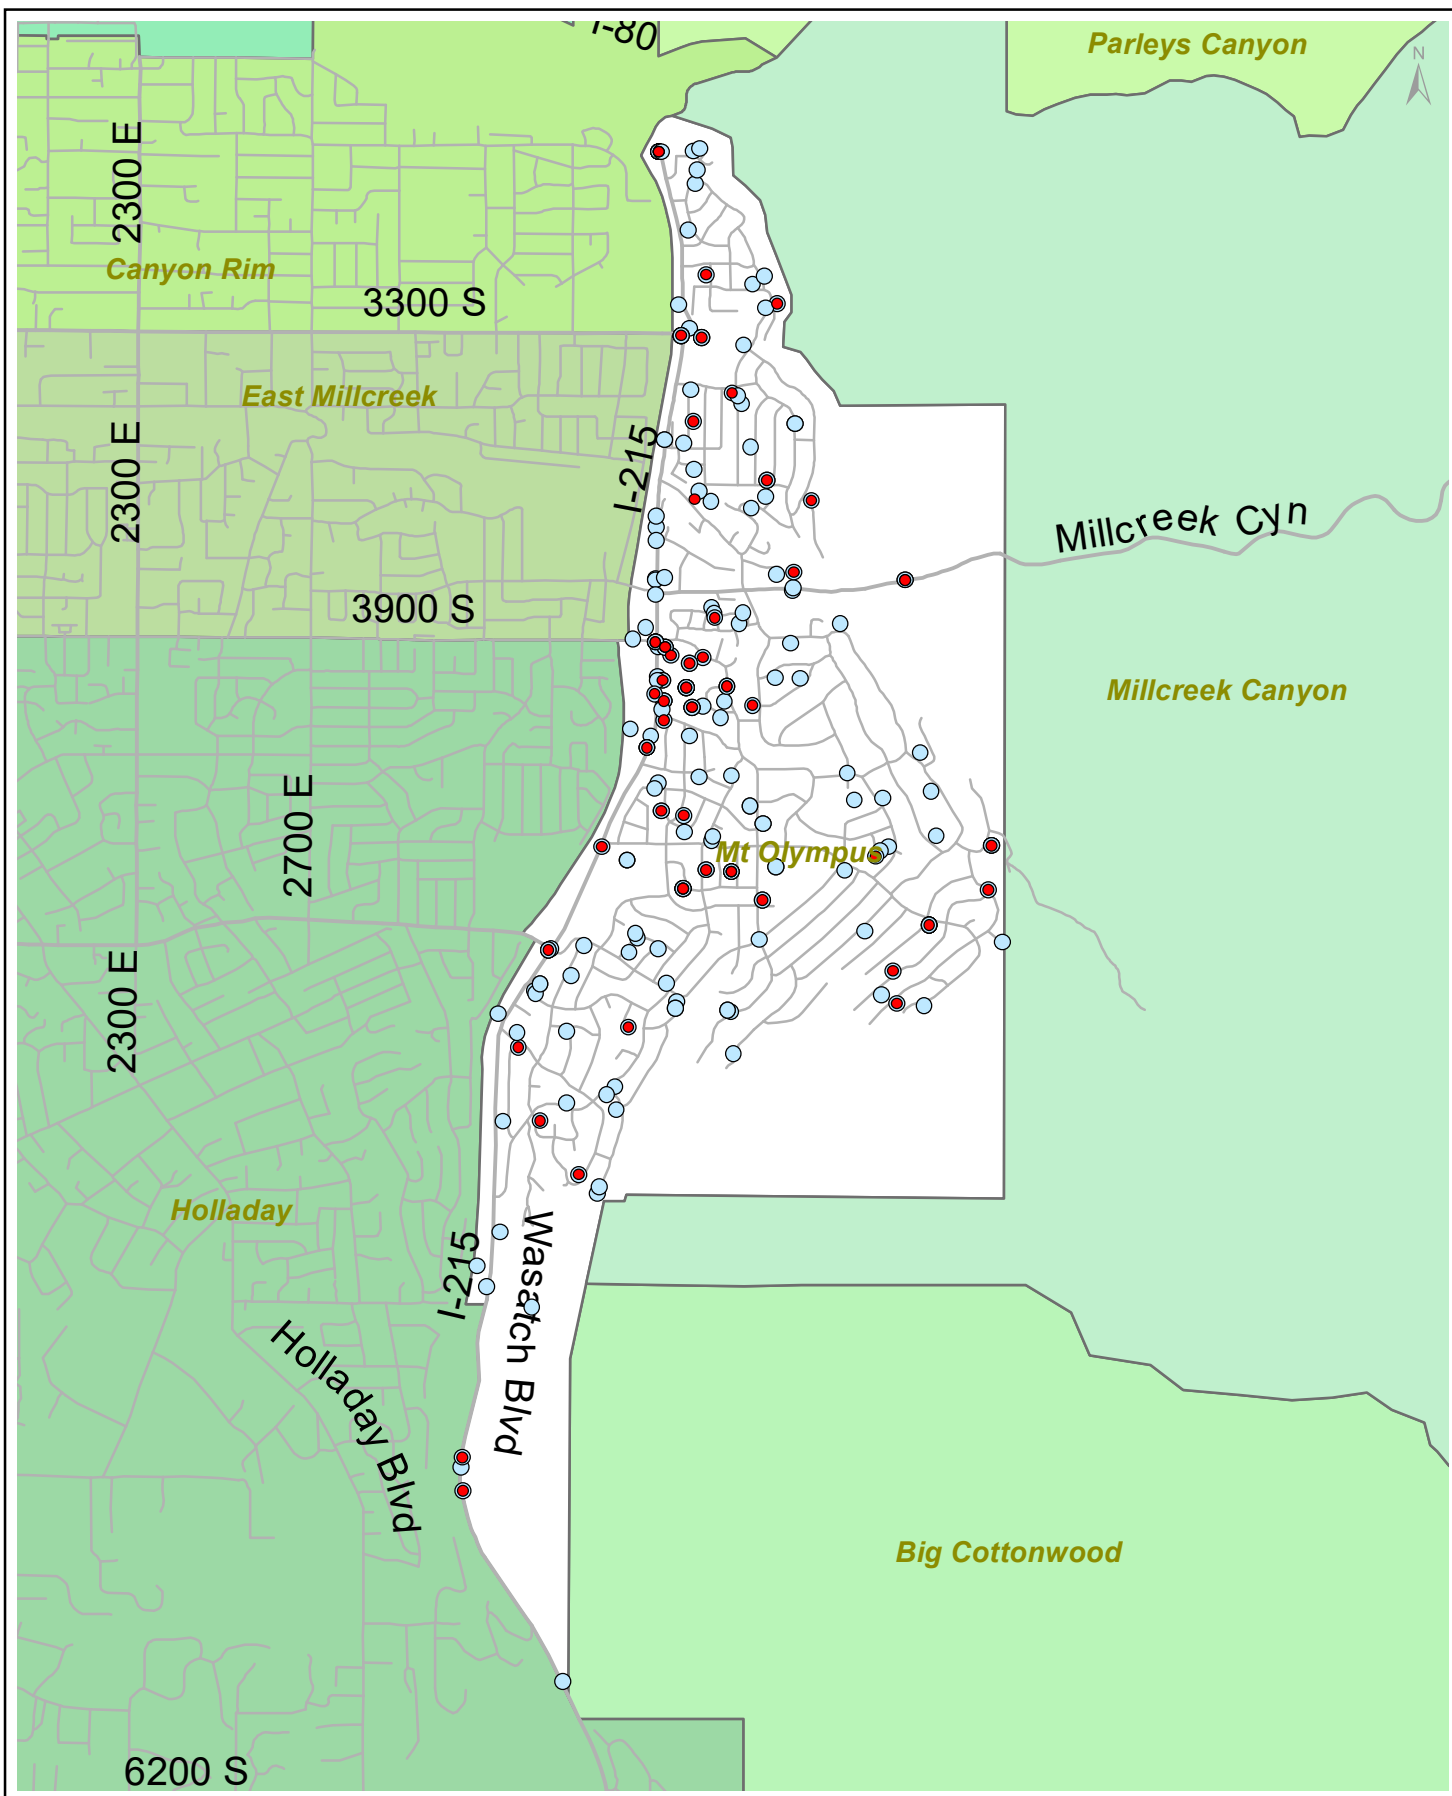 I-80
Parleys Canyon
N
2300 E
Canyon Rim
3300 S
East Millcreek
2300 E
I-215
Millcreek Cyn
3900 S
Millcreek Canyon
2700 E
Mt Olympus
2300 E
Holladay
I-215
Wasatch Blvd
Holladay Blvd
Big Cottonwood
6200 S